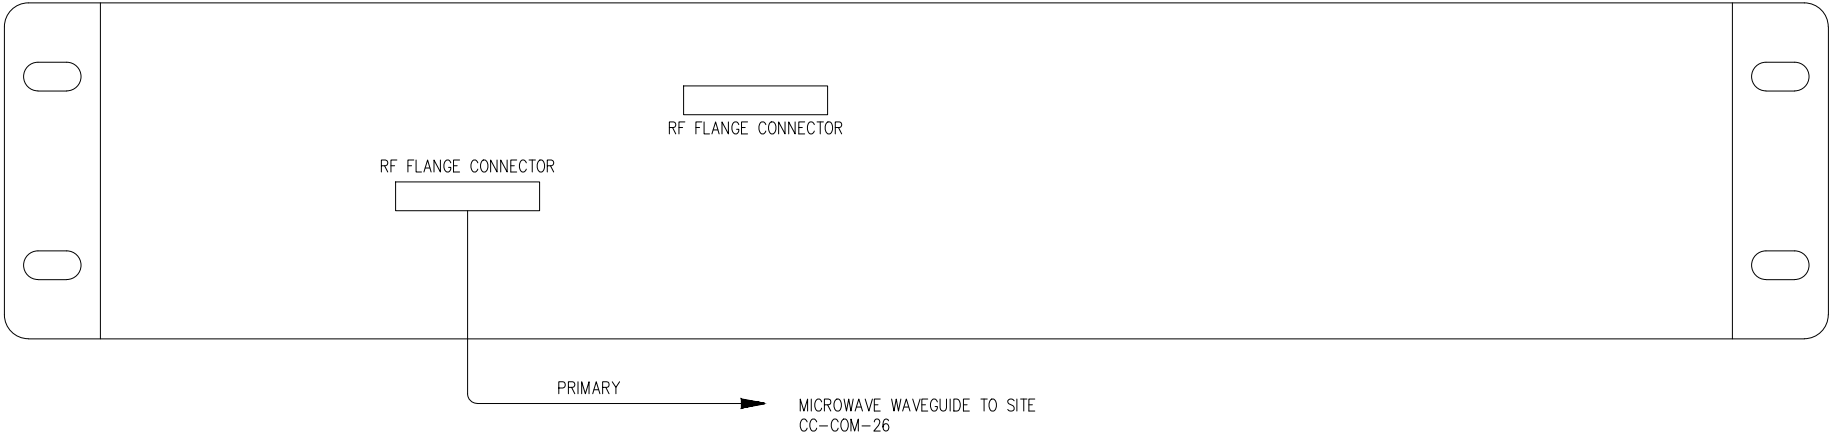 RF FLANGE CONNECTOR
RF FLANGE CONNECTOR
PRIMARY
MICROWAVE WAVEGUIDE TO SITE
CC-COM-26